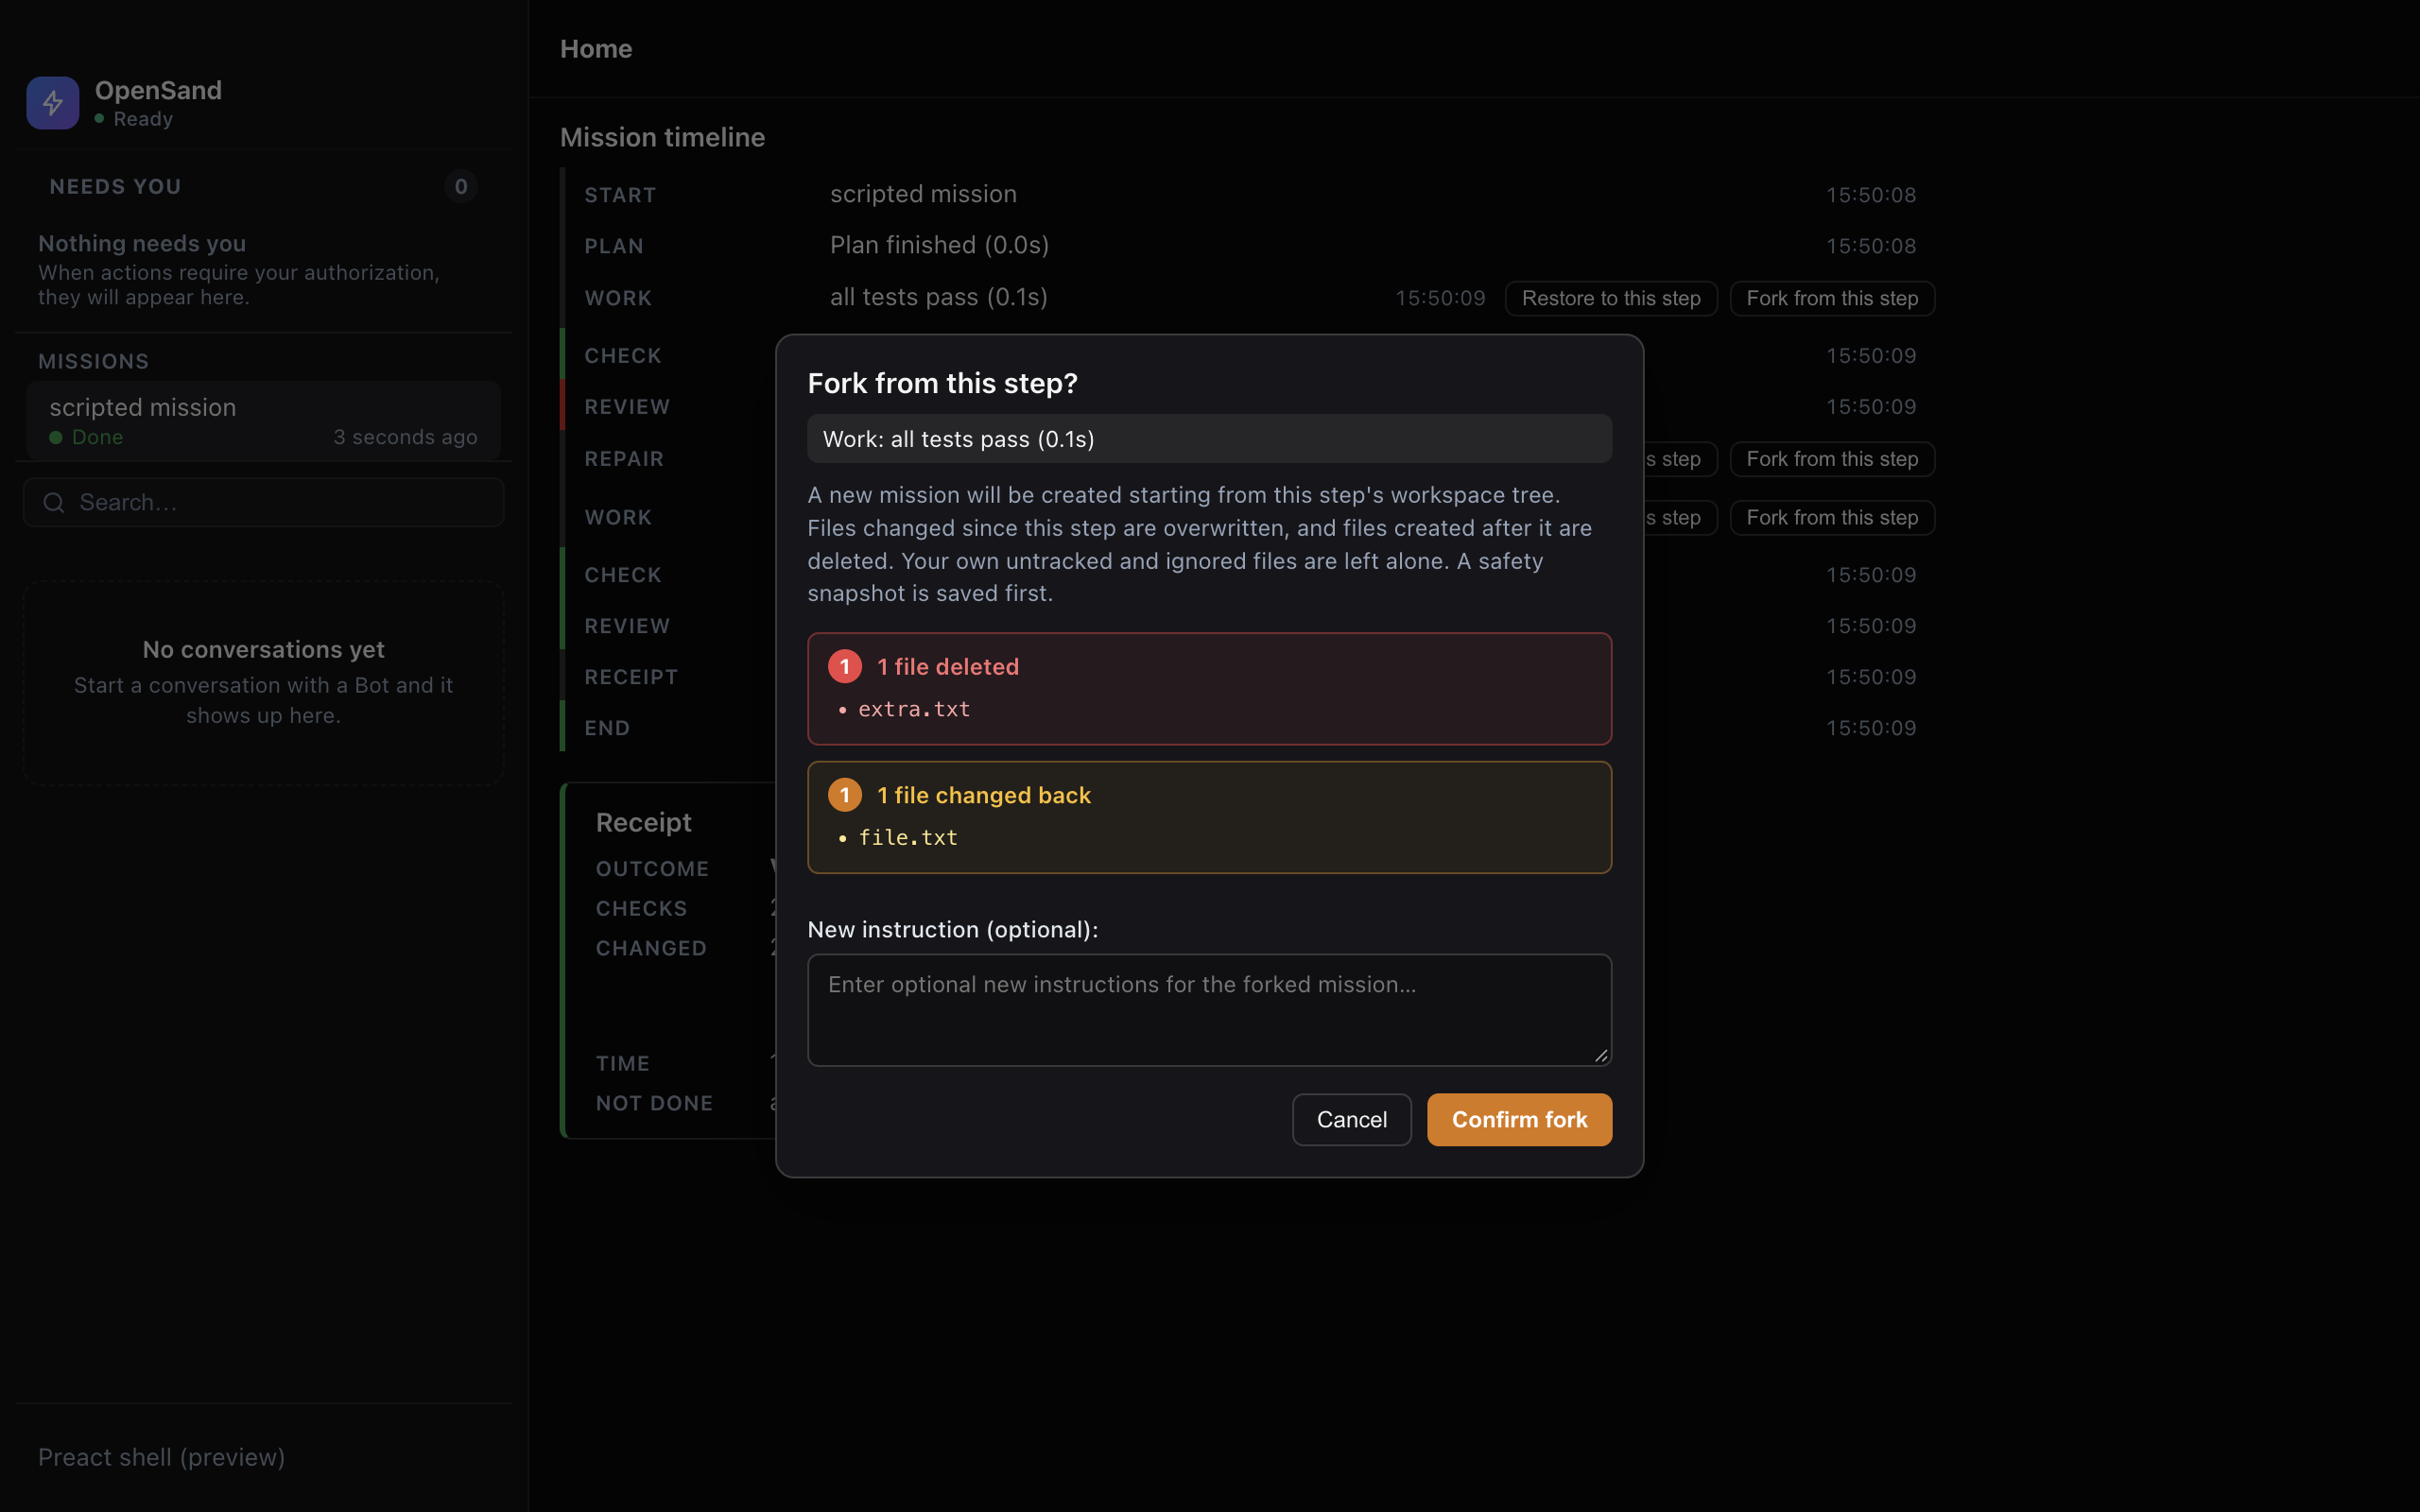 Home
OpenSand
Ready
NEEDS YOU 0
Nothing needs you
When actions require your authorization,
they will appear here.
MISSIONS
scripted mission
Done 3 seconds ago
Search…
No conversations yet
Start a conversation with a Bot and it
shows up here.
Preact shell (preview)
Mission timeline
START scripted mission 15:50:08
PLAN Plan finished (0.0s) 15:50:08
WORK all tests pass (0.1s) 15:50:09 Restore to this step Fork from this step
CHECK 15:50:09
REVIEW 15:50:09
REPAIR step Fork from this step
WORK step Fork from this step
CHECK 15:50:09
REVIEW 15:50:09
RECEIPT 15:50:09
END 15:50:09
Receipt
OUTCOME
CHECKS
CHANGED
TIME
NOT DONE
Fork from this step?
Work: all tests pass (0.1s)
A new mission will be created starting from this step's workspace tree.
Files changed since this step are overwritten, and files created after it are
deleted. Your own untracked and ignored files are left alone. A safety
snapshot is saved first.
1 1 file deleted
• extra.txt
1 1 file changed back
• file.txt
New instruction (optional):
Enter optional new instructions for the forked mission...
Cancel Confirm fork